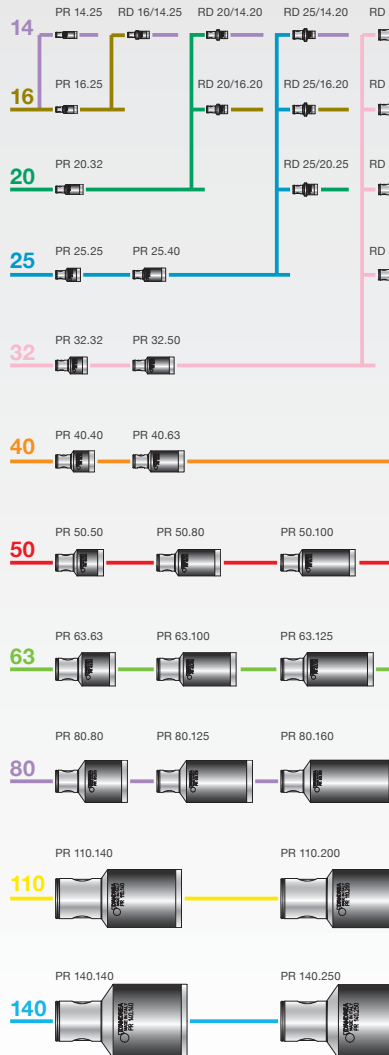 PR 14.25 RD 16/14.25 RD 20/14.20 RD 25/14.20 RD
14
PR 16.25 RD 20/16.20 RD 25/16.20 RD
16
PR 20.32 RD 25/20.25 RD
20
PR 25.25 PR 25.40 RD
25
PR 32.32 PR 32.50
32
PR 40.40 PR 40.63
40
PR 50.50 PR 50.80 PR 50.100
50
PR 63.63 PR 63.100 PR 63.125
63
PR 80.80 PR 80.125 PR 80.160
80
PR 110.140 PR 110.200
110
PR 140.140 PR 140.250
140